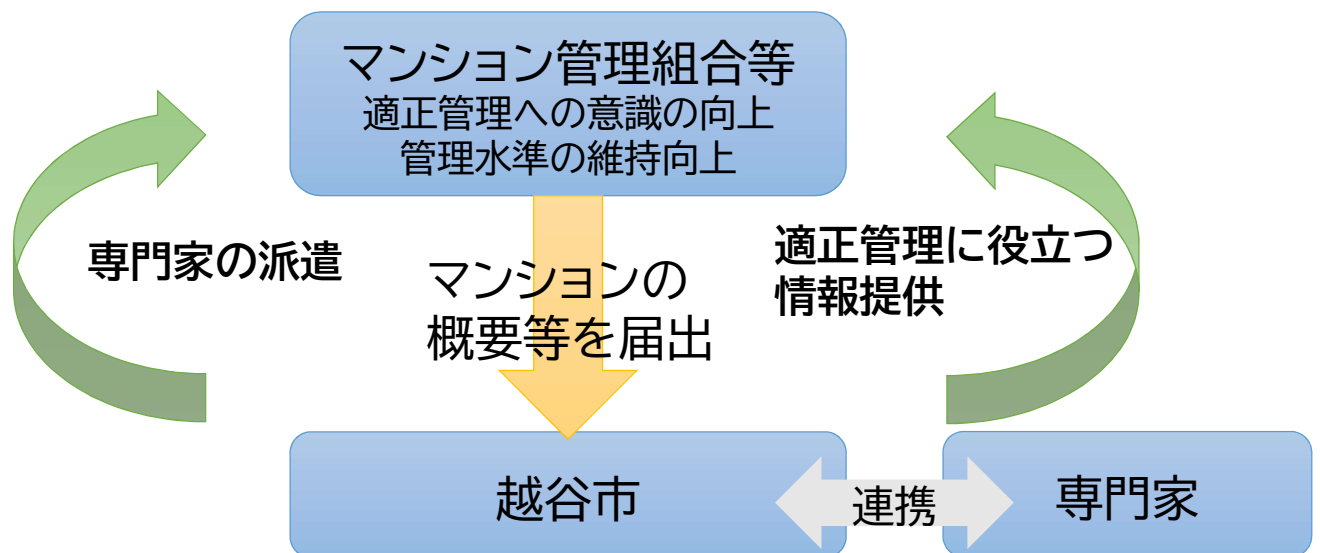 マンション管理組合等
適正管理への意識の向上
管理水準の維持向上
専門家の派遣
マンションの
概要等を届出
適正管理に役立つ
情報提供
越谷市
連携
専門家